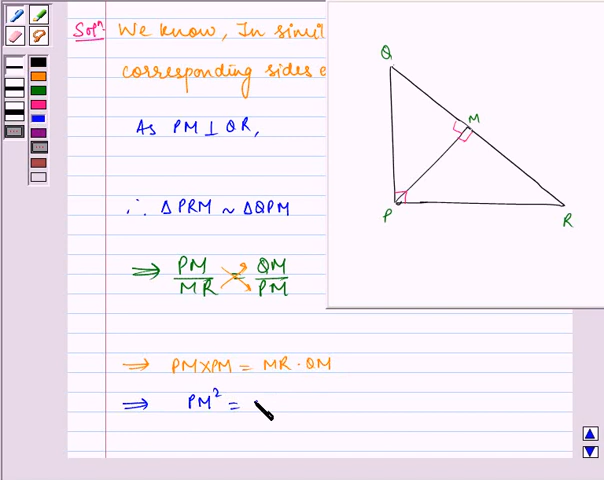 Solⁿ We know, In simil
corresponding sides
As PM ⊥ QR,
∴ ΔPRM ~ ΔQPM
⇒ PM/MR = QM/PM
⇒ PM×PM = MR · QM
⇒ PM² =
Q
M
P
R